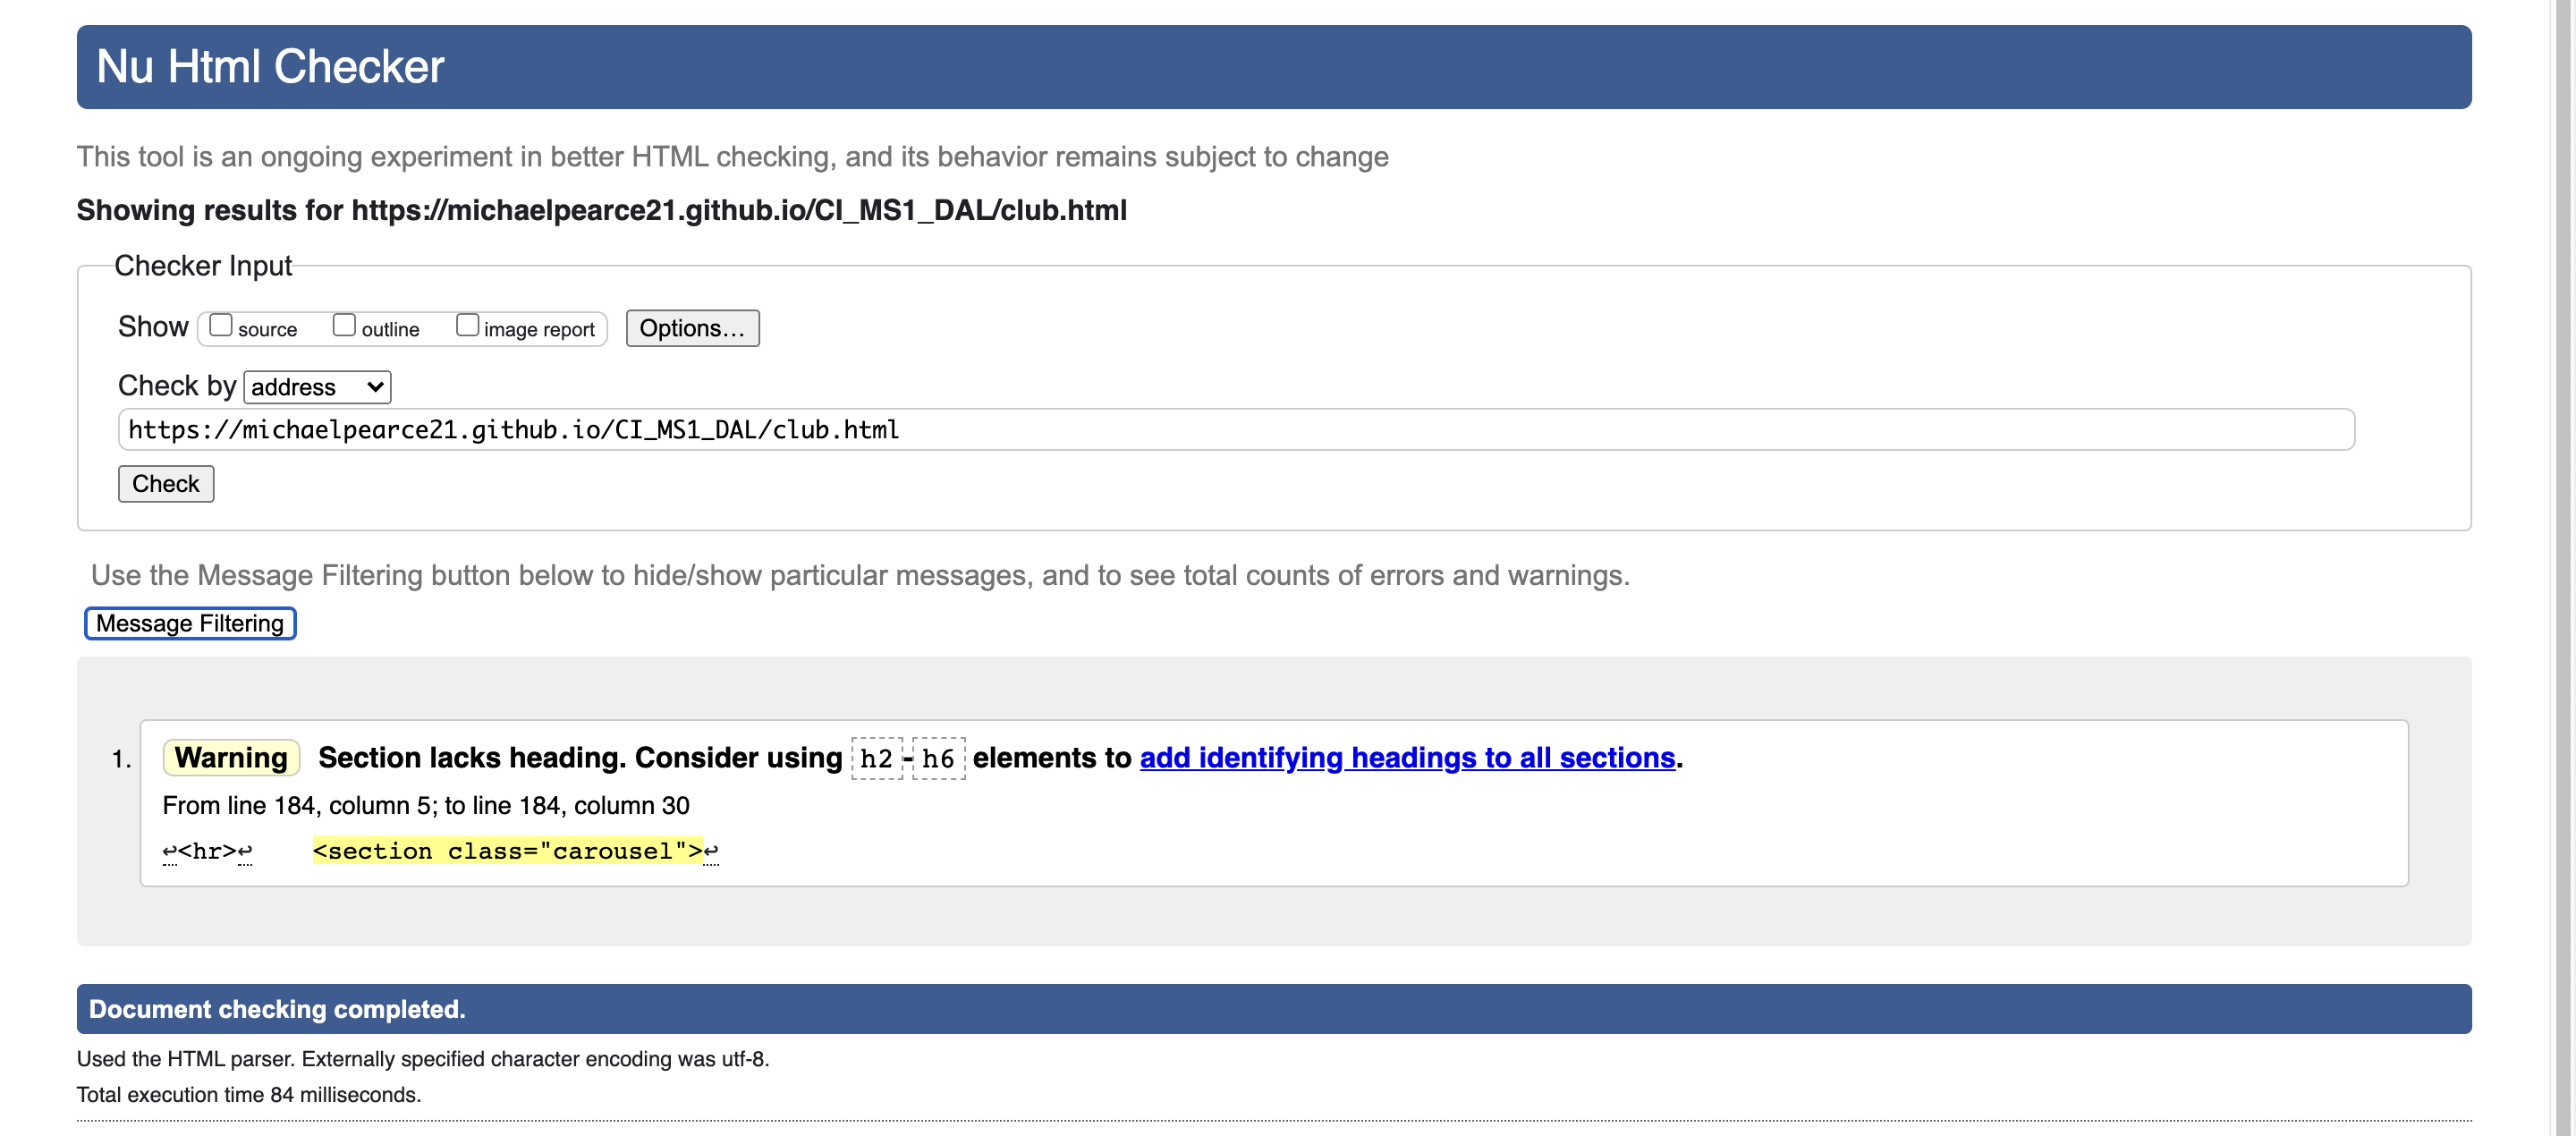 Nu Html Checker
This tool is an ongoing experiment in better HTML checking, and its behavior remains subject to change
Showing results for https://michaelpearce21.github.io/CI_MS1_DAL/club.html
Checker Input
Show source outline image report Options...
Check by address
https://michaelpearce21.github.io/CI_MS1_DAL/club.html
Check
Use the Message Filtering button below to hide/show particular messages, and to see total counts of errors and warnings.
Message Filtering
1. Warning Section lacks heading. Consider using h2-h6 elements to add identifying headings to all sections.
From line 184, column 5; to line 184, column 30
↩<hr>↩    <section class="carousel">↩
Document checking completed.
Used the HTML parser. Externally specified character encoding was utf-8.
Total execution time 84 milliseconds.